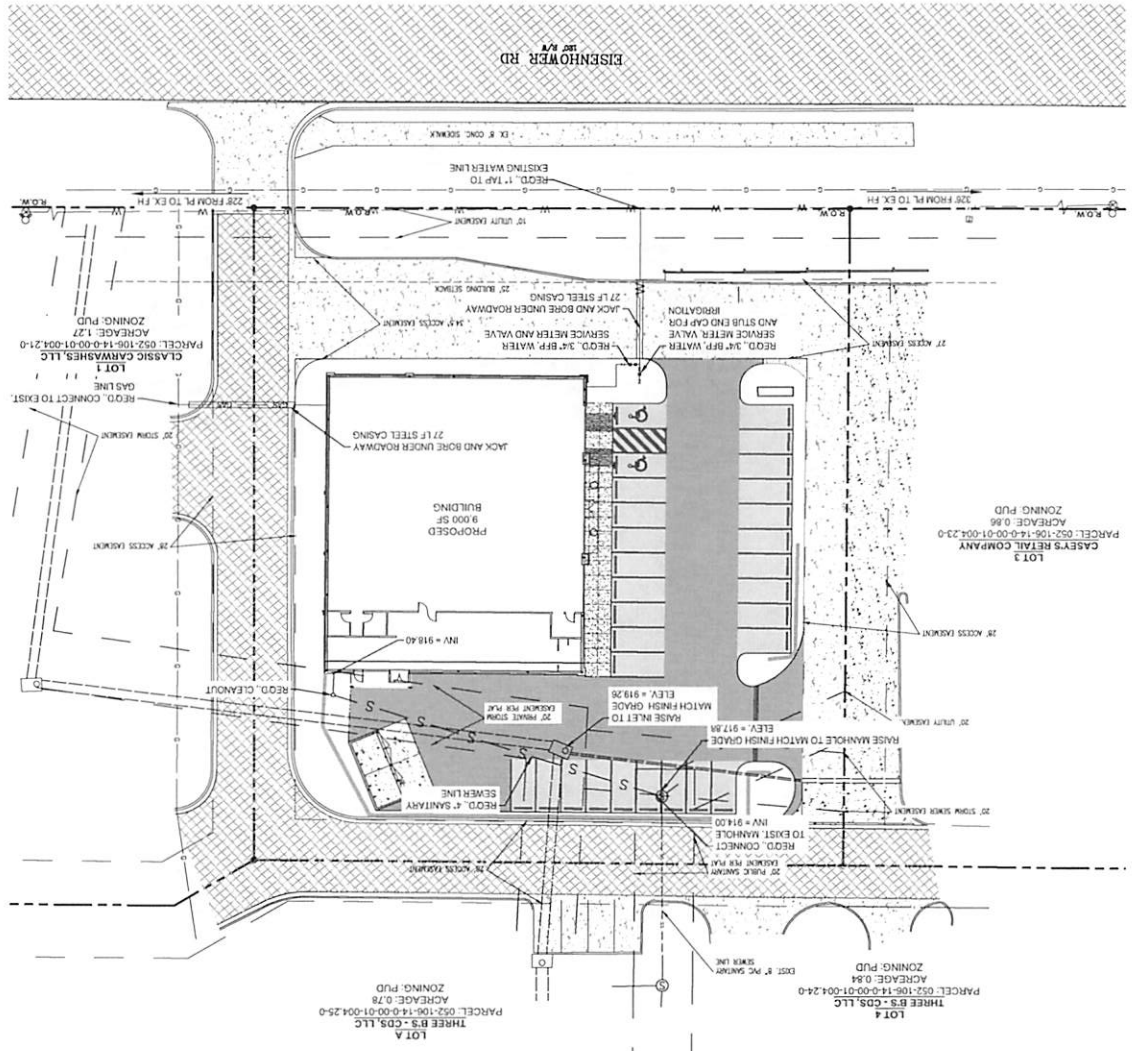 LOT 4
THREE B'S - CDS, LLC
PARCEL: 052-106-14-0-00-01-004.24-0
ACREAGE: 0.84
ZONING: PUD
LOT A
THREE B'S - CDS, LLC
PARCEL: 052-106-14-0-00-01-004.25-0
ACREAGE: 0.78
ZONING: PUD
S
EXIST. 8" PVC SANITARY
SEWER LINE
20' PUBLIC SANITARY
EASEMENT PER PLAT
28' ACCESS EASEMENT
REQ'D., CONNECT
TO EXIST. MANHOLE
INV = 914.00
20' STORM SEWER EASEMENT
REQ'D., 4" SANITARY
SEWER LINE
S
S
S
S
S
RAISE MANHOLE TO MATCH FINISH GRADE
ELEV. = 917.88
RAISE INLET TO
MATCH FINISH GRADE
ELEV. = 919.26
20' PRIVATE STORM
EASEMENT PER PLAT
REQ'D., CLEANOUT
20' UTILITY EASEMENT
INV = 918.40
28' ACCESS EASEMENT
28' ACCESS EASEMENT
LOT 3
CASEY'S RETAIL COMPANY
PARCEL: 052-106-14-0-00-01-004.23-0
ACREAGE: 0.86
ZONING: PUD
PROPOSED
9,000 SF
BUILDING
JACK AND BORE UNDER ROADWAY
27 LF STEEL CASING
20' STORM EASEMENT
REQ'D., CONNECT TO EXIST.
GAS LINE
LOT 1
CLASSIC CARWASHES, LLC
PARCEL: 052-106-14-0-00-01-004.21-0
ACREAGE: 1.27
ZONING: PUD
27' ACCESS EASEMENT
REQ'D., 3/4" BFP, WATER
SERVICE METER, VALVE,
AND STUB END CAP FOR
IRRIGATION
REQ'D., 3/4" BFP, WATER
SERVICE METER AND VALVE
JACK AND BORE UNDER ROADWAY
27 LF STEEL CASING
34.5' ACCESS EASEMENT
25' BUILDING SETBACK
10' UTILITY EASEMENT
R.O.W.
R.O.W.
W
W
W
R.O.W.
W
W
R.O.W.
326' FROM PL TO EX. FH
228' FROM PL TO EX. FH
REQ'D., 1" TAP TO
EXISTING WATER LINE
EX. 8' CONC. SIDEWALK
EISENHOWER RD
120' R/W